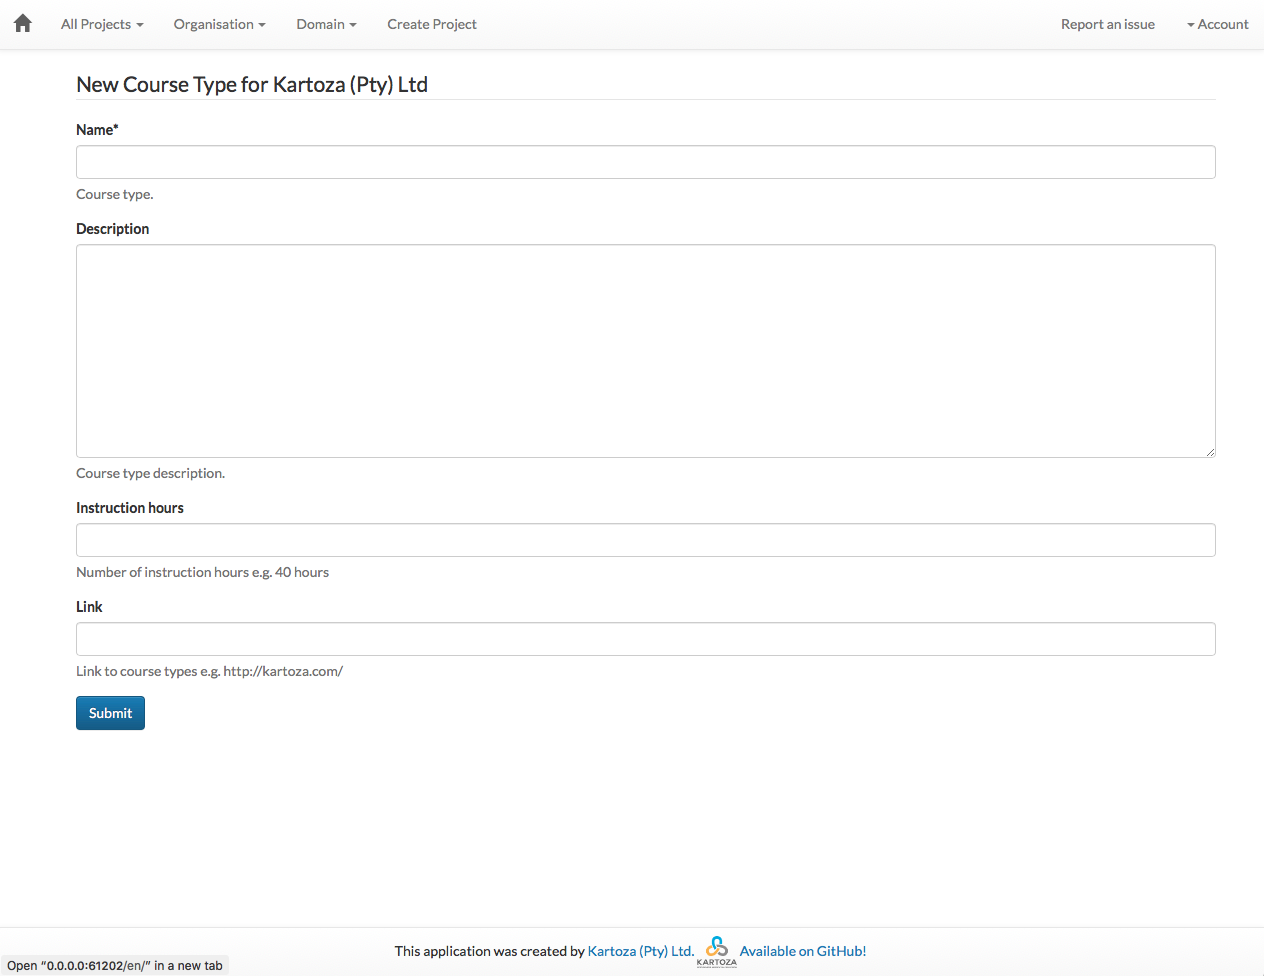 All Projects Organisation Domain Create Project Report an issue Account
New Course Type for Kartoza (Pty) Ltd
Name*
Course type.
Description
Course type description.
Instruction hours
Number of instruction hours e.g. 40 hours
Link
Link to course types e.g. http://kartoza.com/
Submit
This application was created by Kartoza (Pty) Ltd. KARTOZA Available on GitHub!
Open “0.0.0.0:61202/en/” in a new tab